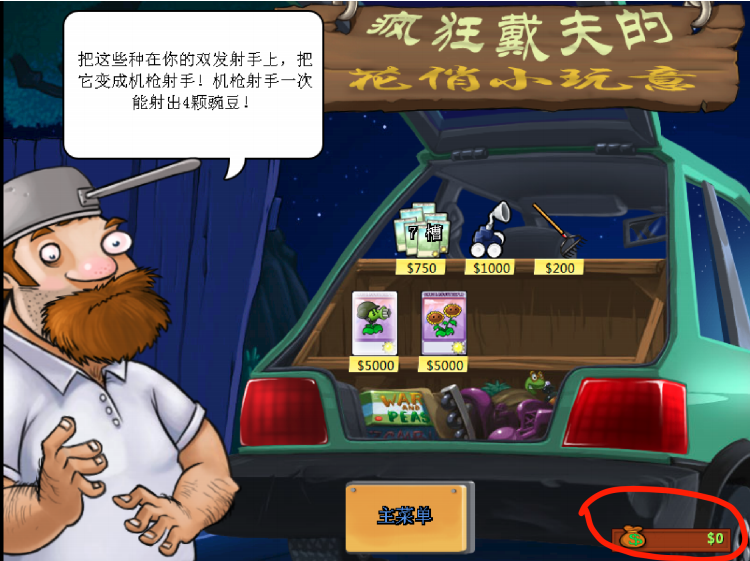 疯狂戴夫的
花俏小玩意
把这些种在你的双发射手上，把
它变成机枪射手！机枪射手一次
能射出4颗豌豆！
7 槽
$750
$1000
$200
$5000
$5000
WAR
AND
PEAS
主菜单
$0